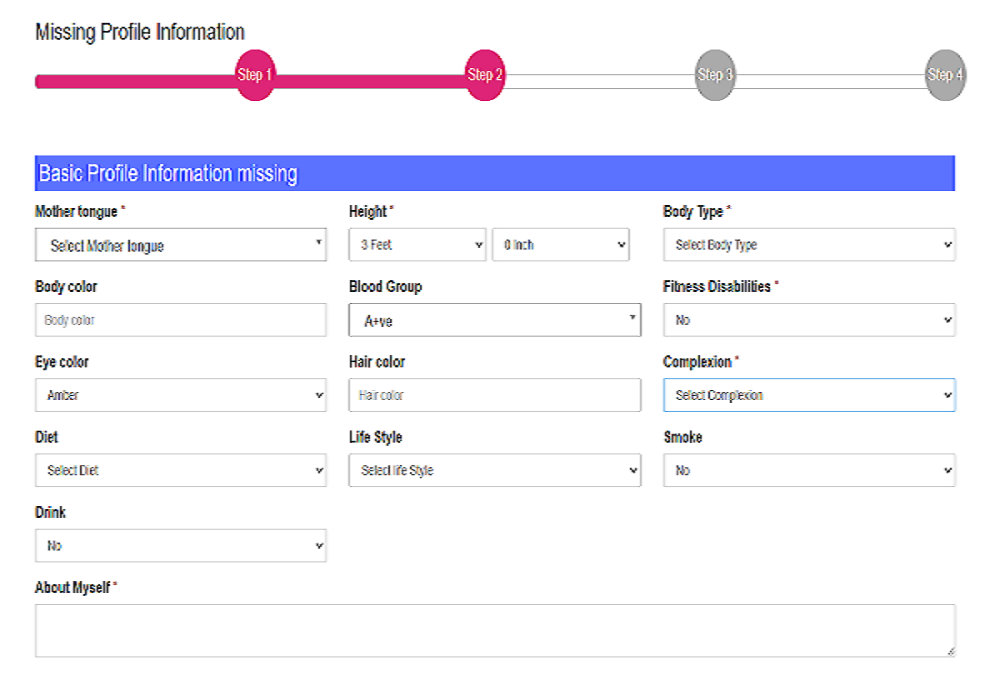 Missing Profile Information
Step 1 Step 2 Step 3 Step 4
Basic Profile Information missing
Mother tongue * Height * Body Type *
Select Mother tongue 3 Feet 0 Inch Select Body Type
Body color Blood Group Fitness Disabilities *
Body color A+ve No
Eye color Hair color Complexion *
Amber Hair color Select Complexion
Diet Life Style Smoke
Select Diet Select life Style No
Drink
No
About Myself *